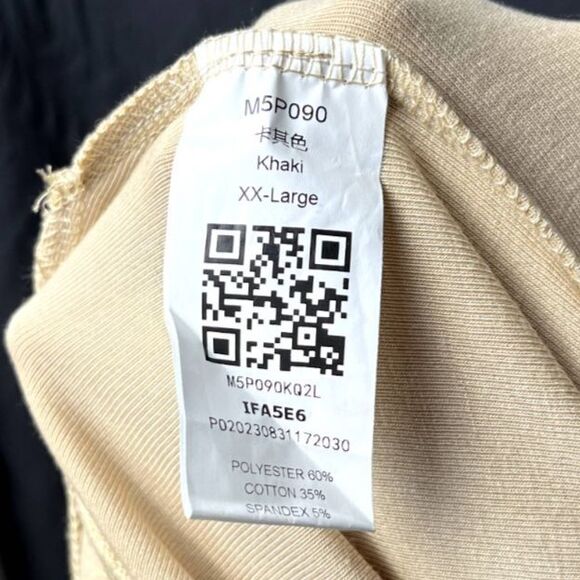 M5P090
卡其色
Khaki
XX-Large
M5P090KQ2L
IFA5E6
P020230831172030
POLYESTER 60%
COTTON 35%
SPANDEX 5%